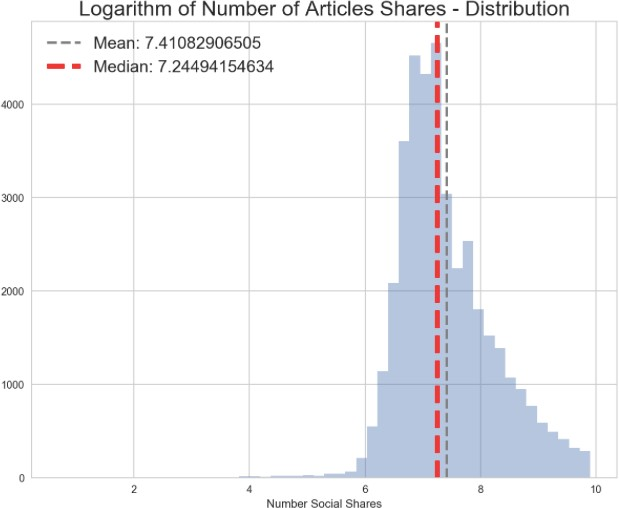 Logarithm of Number of Articles Shares - Distribution
Mean: 7.41082906505
Median: 7.24494154634
4000
3000
2000
1000
0
2 4 6 8 10
Number Social Shares